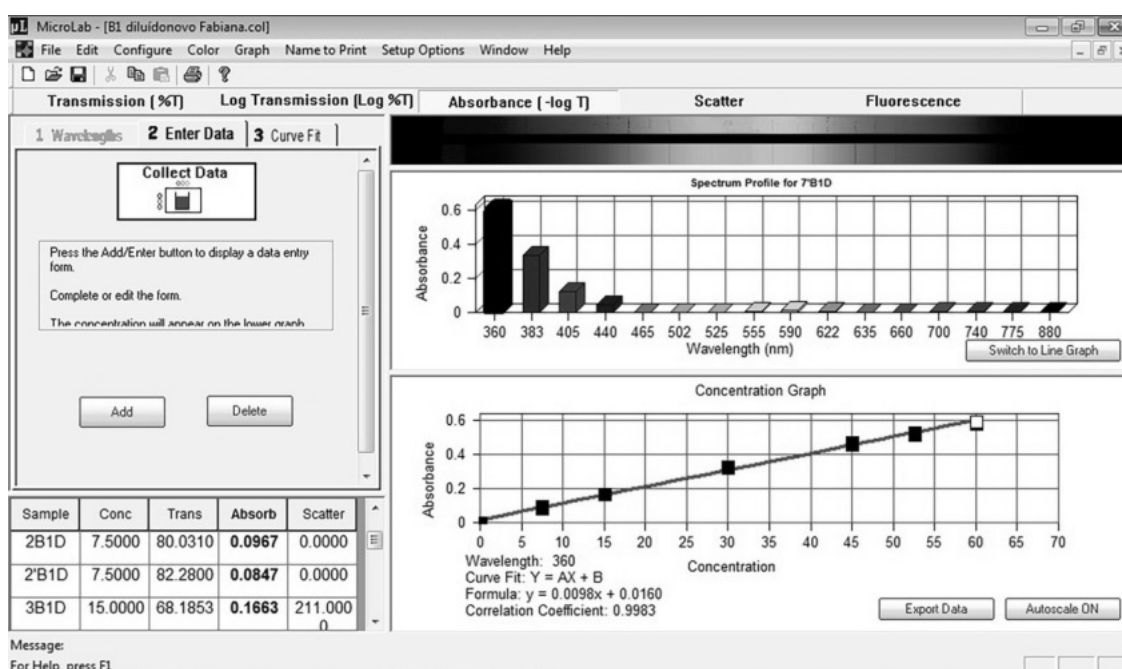 µL MicroLab - [B1 diluídonovo Fabiana.col]
File Edit Configure Color Graph Name to Print Setup Options Window Help
Transmission ( %T) Log Transmission (Log %T) Absorbance ( -log T) Scatter Fluorescence
1 Wavelengths 2 Enter Data 3 Curve Fit
Collect Data
Press the Add/Enter button to display a data entry
form.
Complete or edit the form.
The concentration will appear on the lower graph
Add Delete
Sample Conc Trans Absorb Scatter
2B1D 7.5000 80.0310 0.0967 0.0000
2'B1D 7.5000 82.2800 0.0847 0.0000
3B1D 15.0000 68.1853 0.1663 211.000
0
Spectrum Profile for 7'B1D
Absorbance
0.6
0.4
0.2
0
360 383 405 440 465 502 525 555 590 622 635 660 700 740 775 880
Wavelength (nm)
Switch to Line Graph
Concentration Graph
Absorbance
0.6
0.4
0.2
0
0 5 10 15 20 25 30 35 40 45 50 55 60 65 70
Concentration
Wavelength: 360
Curve Fit: Y = AX + B
Formula: y = 0.0098x + 0.0160
Correlation Coefficient: 0.9983
Export Data Autoscale ON
Message:
For Help, press F1